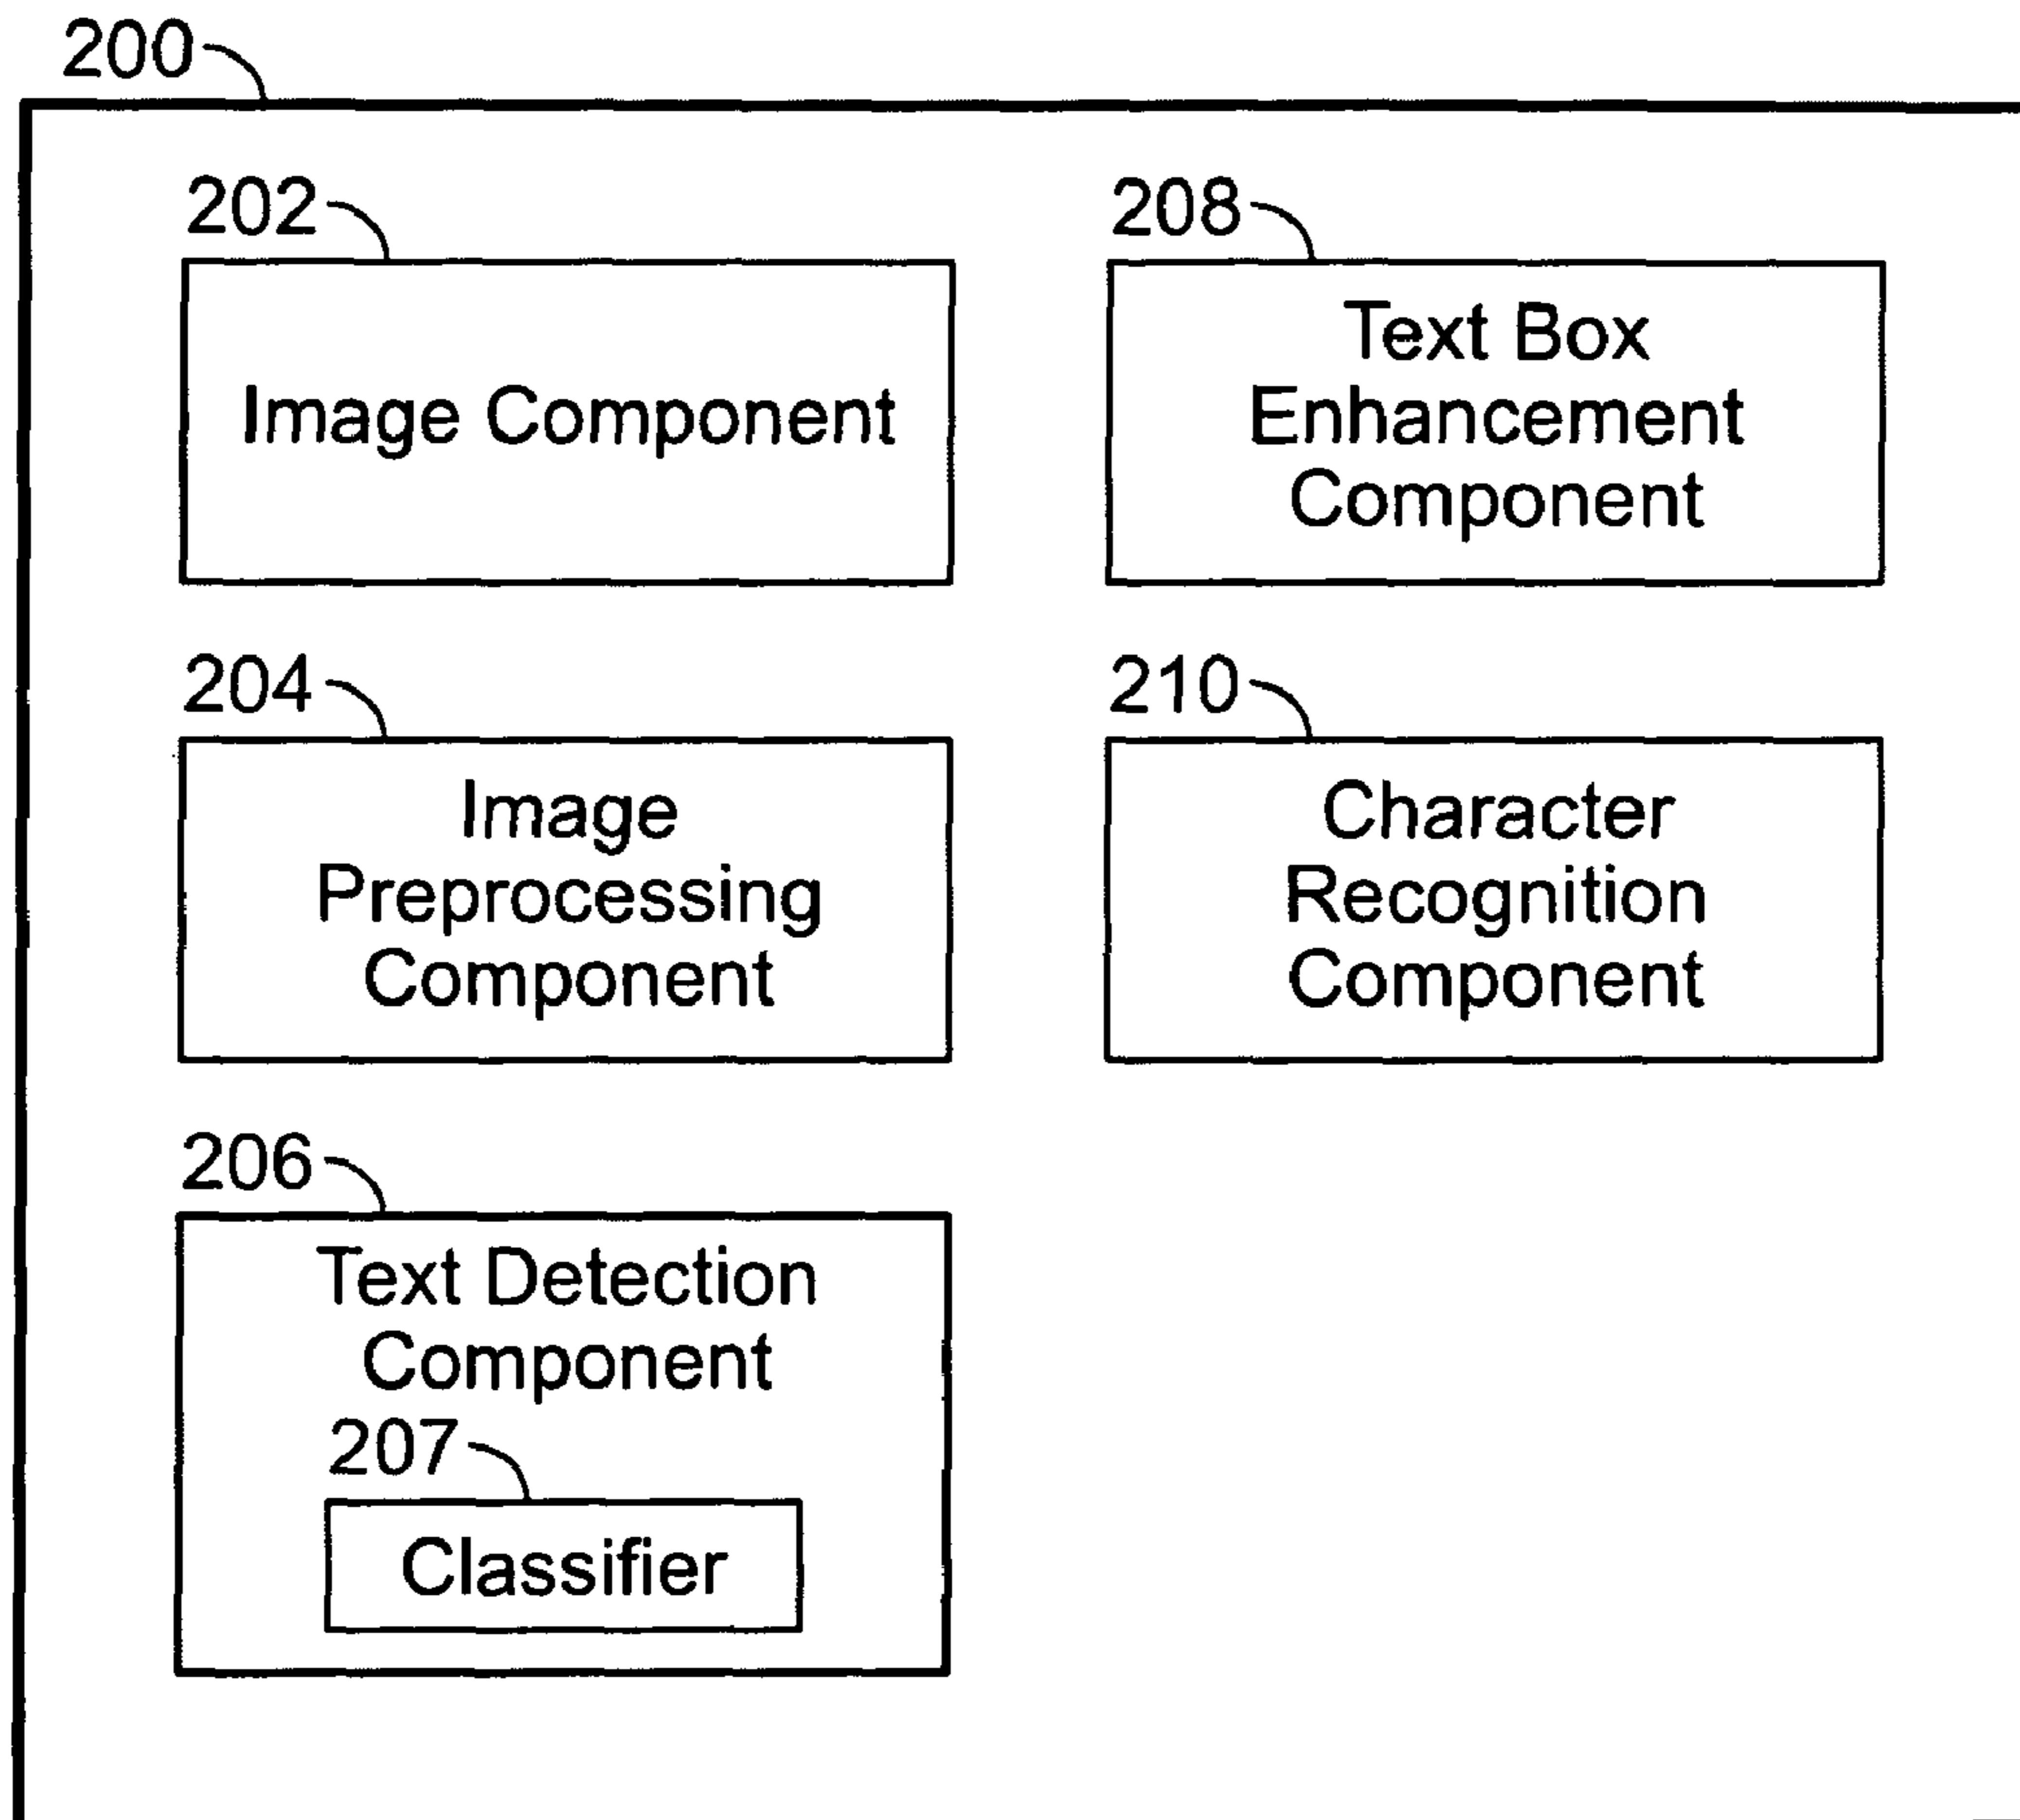 200
202
Image Component
204
Image
Preprocessing
Component
206
Text Detection
Component
207
Classifier
208
Text Box
Enhancement
Component
210
Character
Recognition
Component